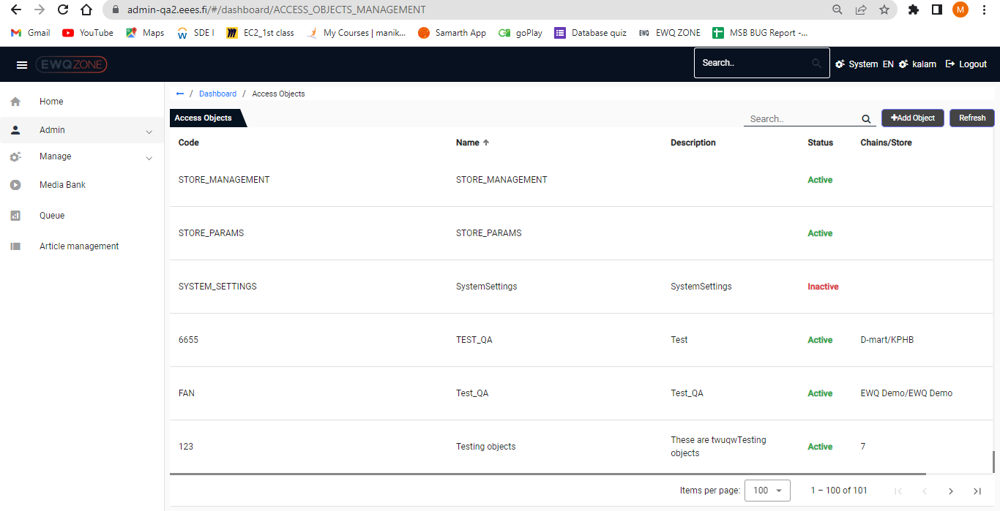 admin-qa2.eees.fi/#/dashboard/ACCESS_OBJECTS_MANAGEMENT M
Gmail YouTube Maps SDE I EC2_1st class My Courses | manik... Samarth App goPlay Database quiz EWQ EWQ ZONE MSB BUG Report -...
EWQZONE Search.. System EN kalam Logout
Home
Admin
Manage
Media Bank
Queue
Article management
/ Dashboard / Access Objects
Access Objects Search.. +Add Object Refresh
Code Name Description Status Chains/Store
STORE_MANAGEMENT STORE_MANAGEMENT Active
STORE_PARAMS STORE_PARAMS Active
SYSTEM_SETTINGS SystemSettings SystemSettings Inactive
6655 TEST_QA Test Active D-mart/KPHB
FAN Test_QA Test_QA Active EWQ Demo/EWQ Demo
123 Testing objects These are twuqwTesting objects Active 7
Items per page: 100 1 – 100 of 101